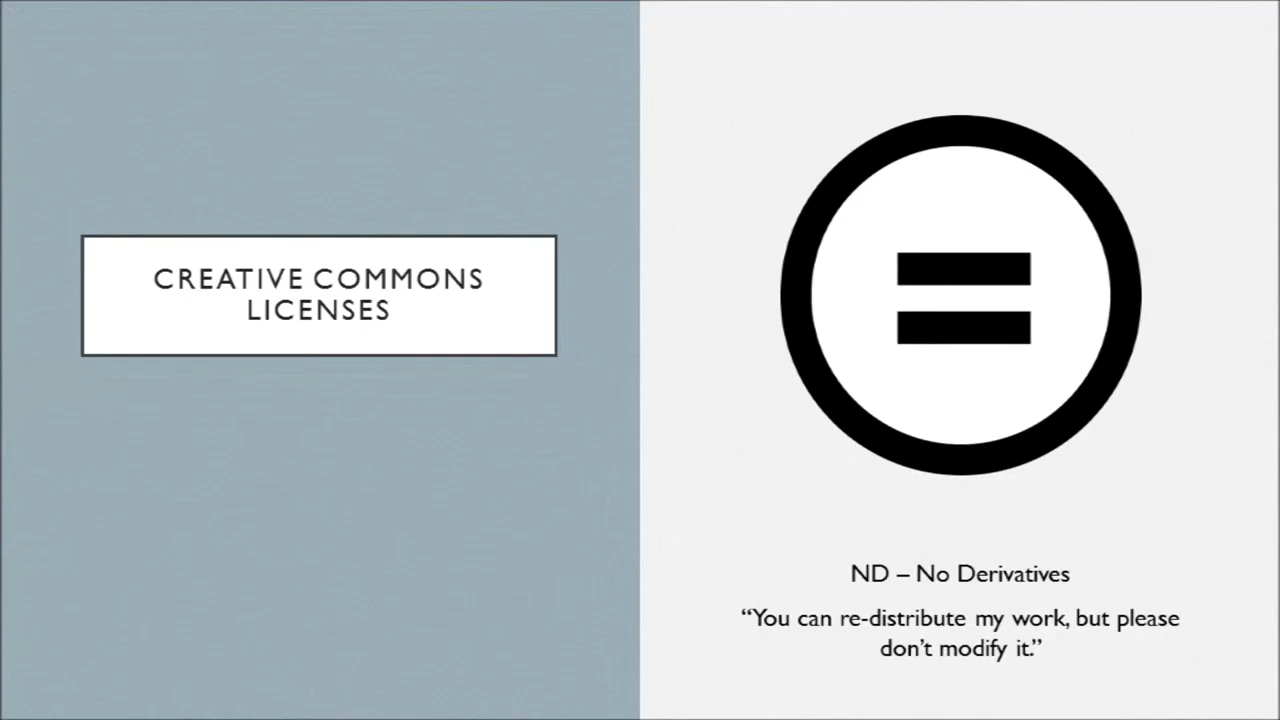 CREATIVE COMMONS
LICENSES
ND – No Derivatives
“You can re-distribute my work, but please
don’t modify it.”